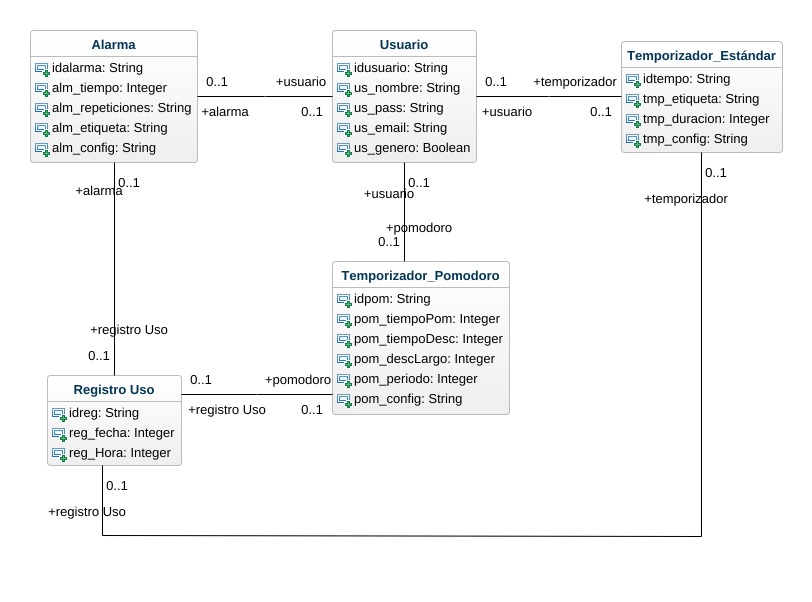 Alarma
idalarma: String
alm_tiempo: Integer
alm_repeticiones: String
alm_etiqueta: String
alm_config: String
0..1
+usuario
+alarma
0..1
Usuario
idusuario: String
us_nombre: String
us_pass: String
us_email: String
us_genero: Boolean
0..1
+temporizador
+usuario
0..1
Temporizador_Estándar
idtempo: String
tmp_etiqueta: String
tmp_duracion: Integer
tmp_config: String
0..1
+alarma
0..1
+usuario
0..1
+temporizador
+pomodoro
0..1
Temporizador_Pomodoro
idpom: String
pom_tiempoPom: Integer
pom_tiempoDesc: Integer
pom_descLargo: Integer
pom_periodo: Integer
pom_config: String
+registro Uso
0..1
Registro Uso
idreg: String
reg_fecha: Integer
reg_Hora: Integer
0..1
+pomodoro
+registro Uso
0..1
0..1
+registro Uso